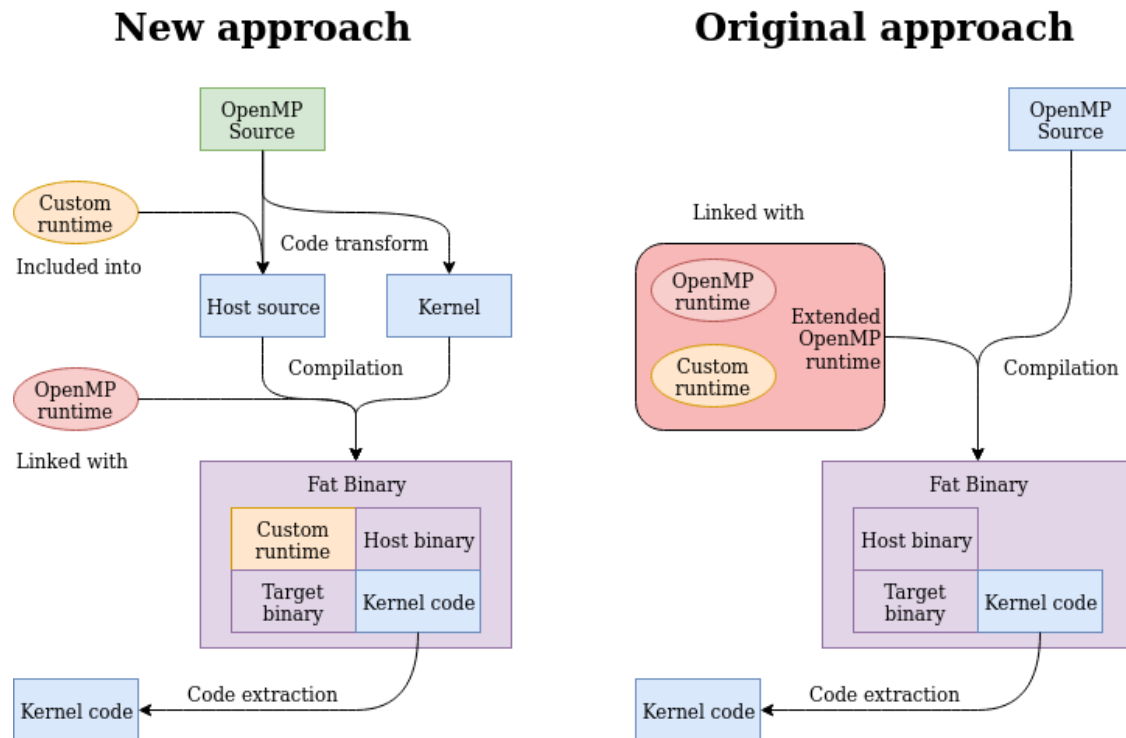 New approach
OpenMP
Source
Custom
runtime
Included into
Code transform
Host source
Kernel
Compilation
OpenMP
runtime
Linked with
Fat Binary
Custom
runtime
Host binary
Target
binary
Kernel code
Code extraction
Kernel code
Original approach
OpenMP
Source
Linked with
OpenMP
runtime
Extended
OpenMP
runtime
Custom
runtime
Compilation
Fat Binary
Host binary
Target
binary
Kernel code
Code extraction
Kernel code